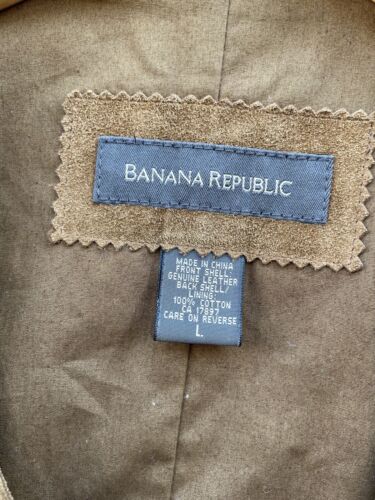 BANANA REPUBLIC
MADE IN CHINA
FRONT SHELL:
GENUINE LEATHER
BACK SHELL/
LINING:
100% COTTON
CA 17897
CARE ON REVERSE
L